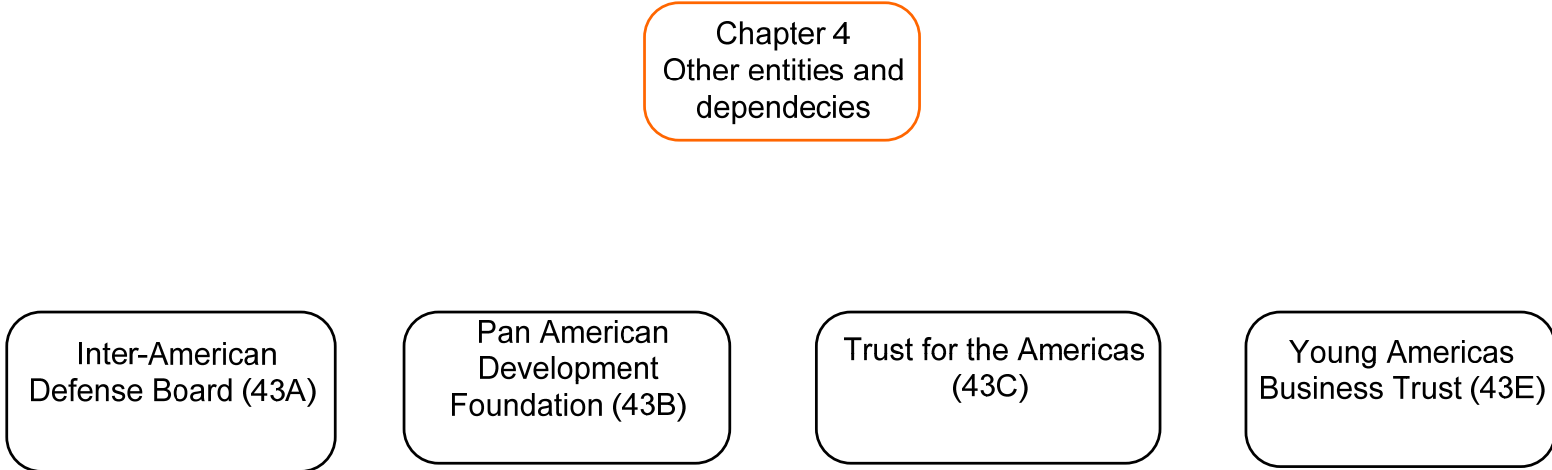 Chapter 4
Other entities and
dependecies
Inter-American
Defense Board (43A)
Pan American
Development
Foundation (43B)
Trust for the Americas
(43C)
Young Americas
Business Trust (43E)